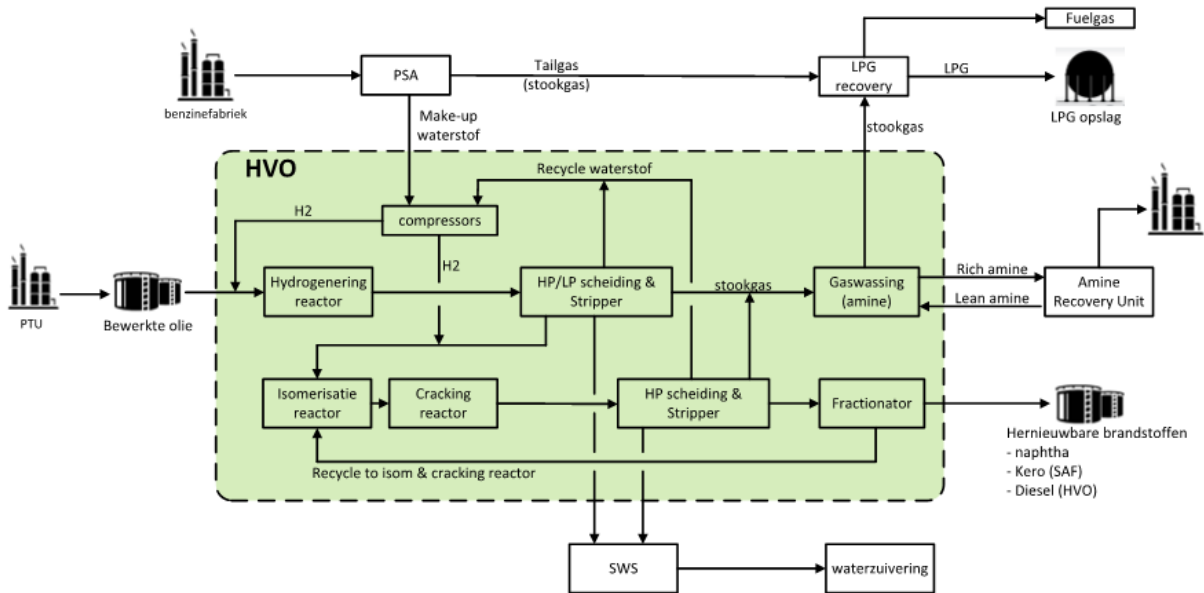 Fuelgas
PSA
Tailgas
(stookgas)
LPG
recovery
LPG
benzinefabriek
LPG opslag
Make-up
waterstof
stookgas
HVO
Recycle waterstof
H2
compressors
H2
Hydrogenering
reactor
HP/LP scheiding &
Stripper
stookgas
Gaswassing
(amine)
Rich amine
Lean amine
Amine
Recovery Unit
PTU
Bewerkte olie
Isomerisatie
reactor
Cracking
reactor
HP scheiding &
Stripper
Fractionator
Hernieuwbare brandstoffen
- naphtha
- Kero (SAF)
- Diesel (HVO)
Recycle to isom & cracking reactor
SWS
waterzuivering